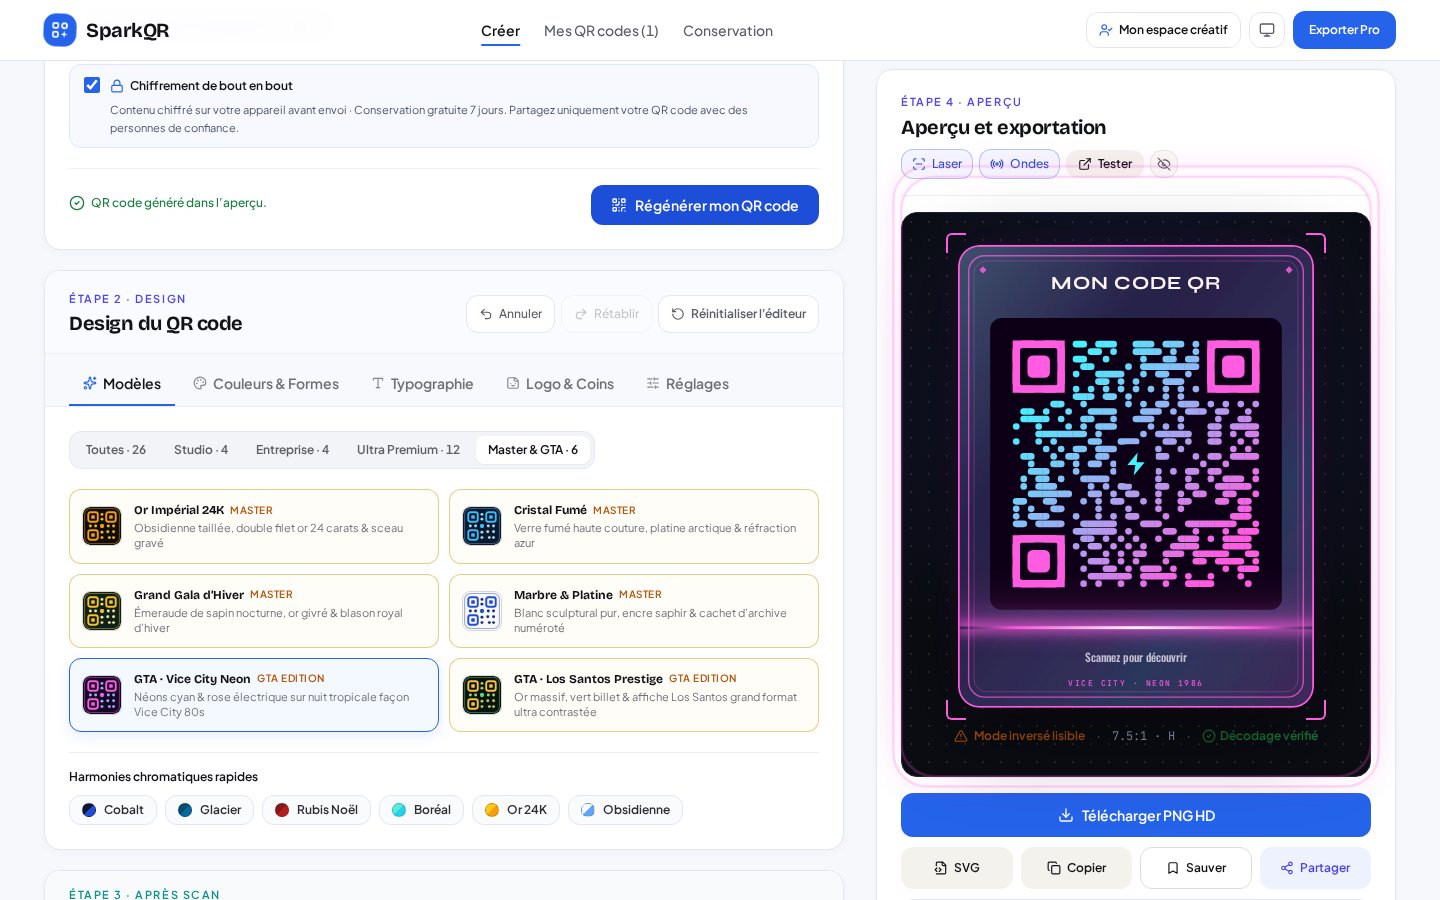 SparkQR
Créer
Mes QR codes (1)
Conservation
Mon espace créatif
Exporter Pro
Chiffrement de bout en bout
Contenu chiffré sur votre appareil avant envoi · Conservation gratuite 7 jours. Partagez uniquement votre QR code avec des
personnes de confiance.
QR code généré dans l'aperçu.
Régénérer mon QR code
ÉTAPE 2 · DESIGN
Design du QR code
Annuler
Rétablir
Réinitialiser l'éditeur
Modèles
Couleurs & Formes
Typographie
Logo & Coins
Réglages
Toutes · 26
Studio · 4
Entreprise · 4
Ultra Premium · 12
Master & GTA · 6
Or Impérial 24K MASTER
Obsidienne taillée, double filet or 24 carats & sceau
gravé
Cristal Fumé MASTER
Verre fumé haute couture, platine arctique & réfraction
azur
Grand Gala d'Hiver MASTER
Émeraude de sapin nocturne, or givré & blason royal
d'hiver
Marbre & Platine MASTER
Blanc sculptural pur, encre saphir & cachet d'archive
numéroté
GTA · Vice City Neon GTA EDITION
Néons cyan & rose électrique sur nuit tropicale façon
Vice City 80s
GTA · Los Santos Prestige GTA EDITION
Or massif, vert billet & affiche Los Santos grand format
ultra contrastée
Harmonies chromatiques rapides
Cobalt
Glacier
Rubis Noël
Boréal
Or 24K
Obsidienne
ÉTAPE 3 · APRÈS SCAN
ÉTAPE 4 · APERÇU
Aperçu et exportation
Laser
Ondes
Tester
MON CODE QR
Scannez pour découvrir
VICE CITY · NEON 1986
Mode inversé lisible · 7.5:1 · H · Décodage vérifié
Télécharger PNG HD
SVG
Copier
Sauver
Partager